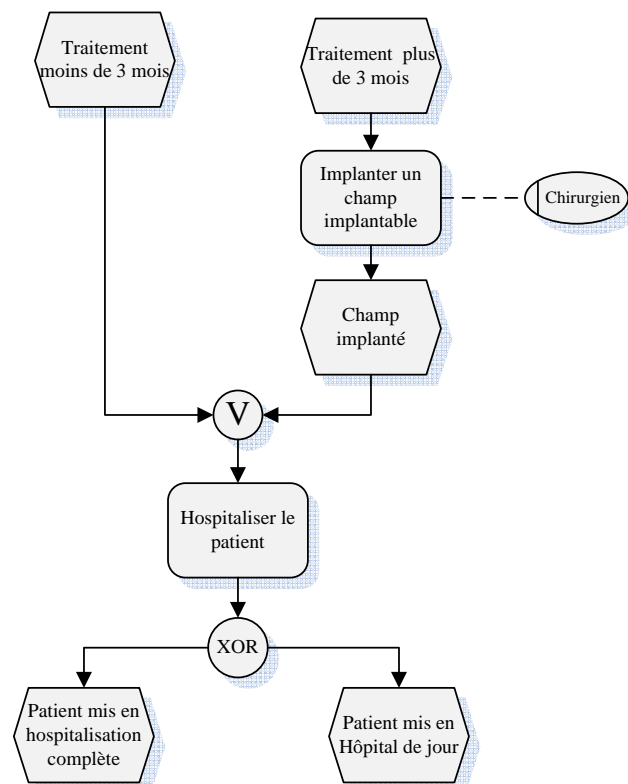 Traitement
moins de 3 mois
Traitement plus
de 3 mois
Implanter un
champ
implantable
Chirurgien
Champ
implanté
V
Hospitaliser le
patient
XOR
Patient mis en
hospitalisation
complète
Patient mis en
Hôpital de jour